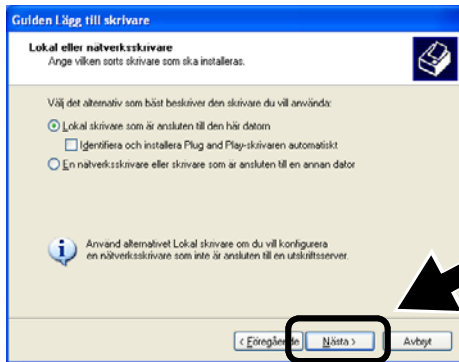 Guiden Lägg till skrivare
Lokal eller nätverksskrivare
Ange vilken sorts skrivare som ska installeras.
Välj det alternativ som bäst beskriver den skrivare du vill använda:
Lokal skrivare som är ansluten till den här datorn
Identifiera och installera Plug and Play-skrivaren automatiskt
En nätverksskrivare eller skrivare som är ansluten till en annan dator
Använd alternativet Lokal skrivare om du vill konfigurera
en nätverksskrivare som inte är ansluten till en utskriftsserver.
< Föregående Nästa > Avbryt